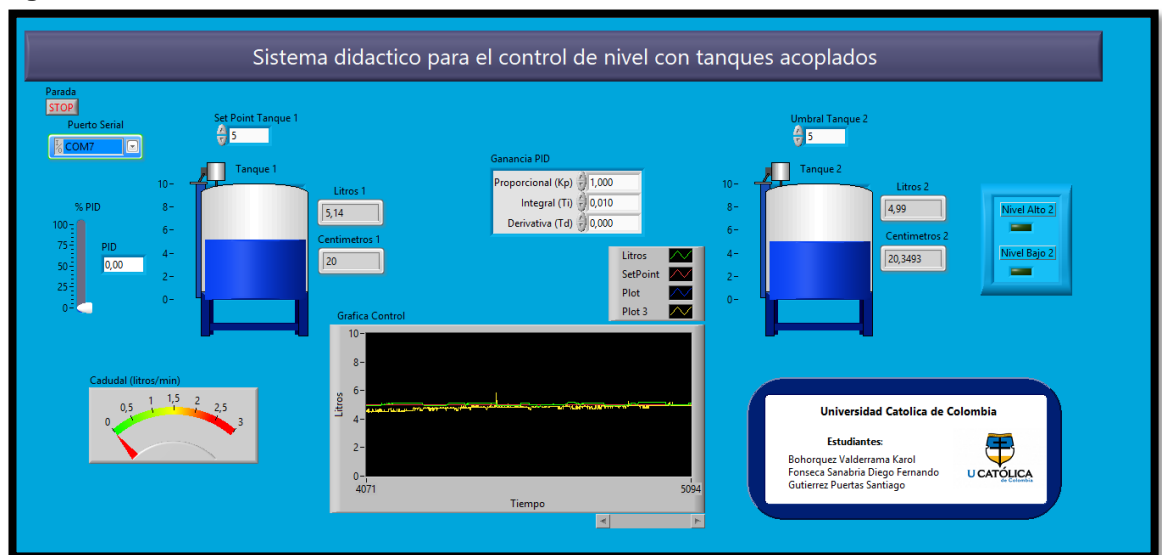 Sistema didactico para el control de nivel con tanques acoplados
Parada
STOP
Puerto Serial
COM7
Set Point Tanque 1
5
Umbral Tanque 2
5
Tanque 1
10
8
6
4
2
0
Litros 1
5,14
Centimetros 1
20
% PID
100
75
50
25
0
PID
0,00
Ganancia PID
Proporcional (Kp) 1,000
Integral (Ti) 0,010
Derivativa (Td) 0,000
Tanque 2
10
8
6
4
2
0
Litros 2
4,99
Centimetros 2
20,3493
Nivel Alto 2
Nivel Bajo 2
Litros
SetPoint
Plot
Plot 3
Grafica Control
Litros
10
8
6
4
2
0
4071
5094
Tiempo
Cadudal (litros/min)
0
0,5
1
1,5
2
2,5
3
Universidad Catolica de Colombia
Estudiantes:
Bohorquez Valderrama Karol
Fonseca Sanabria Diego Fernando
Gutierrez Puertas Santiago
U CATÓLICA
de Colombia